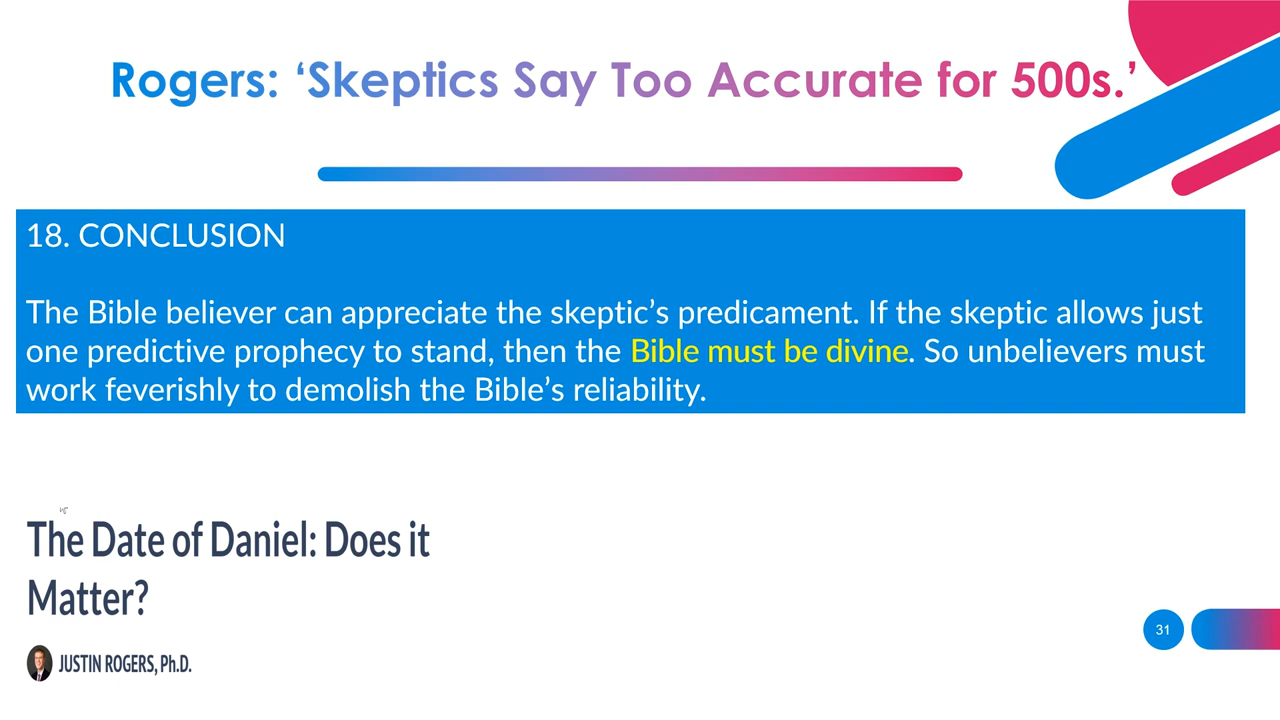 Rogers: ‘Skeptics Say Too Accurate for 500s.’
18. CONCLUSION
The Bible believer can appreciate the skeptic’s predicament. If the skeptic allows just
one predictive prophecy to stand, then the Bible must be divine. So unbelievers must
work feverishly to demolish the Bible’s reliability.
The Date of Daniel: Does it
Matter?
JUSTIN ROGERS, Ph.D.
31